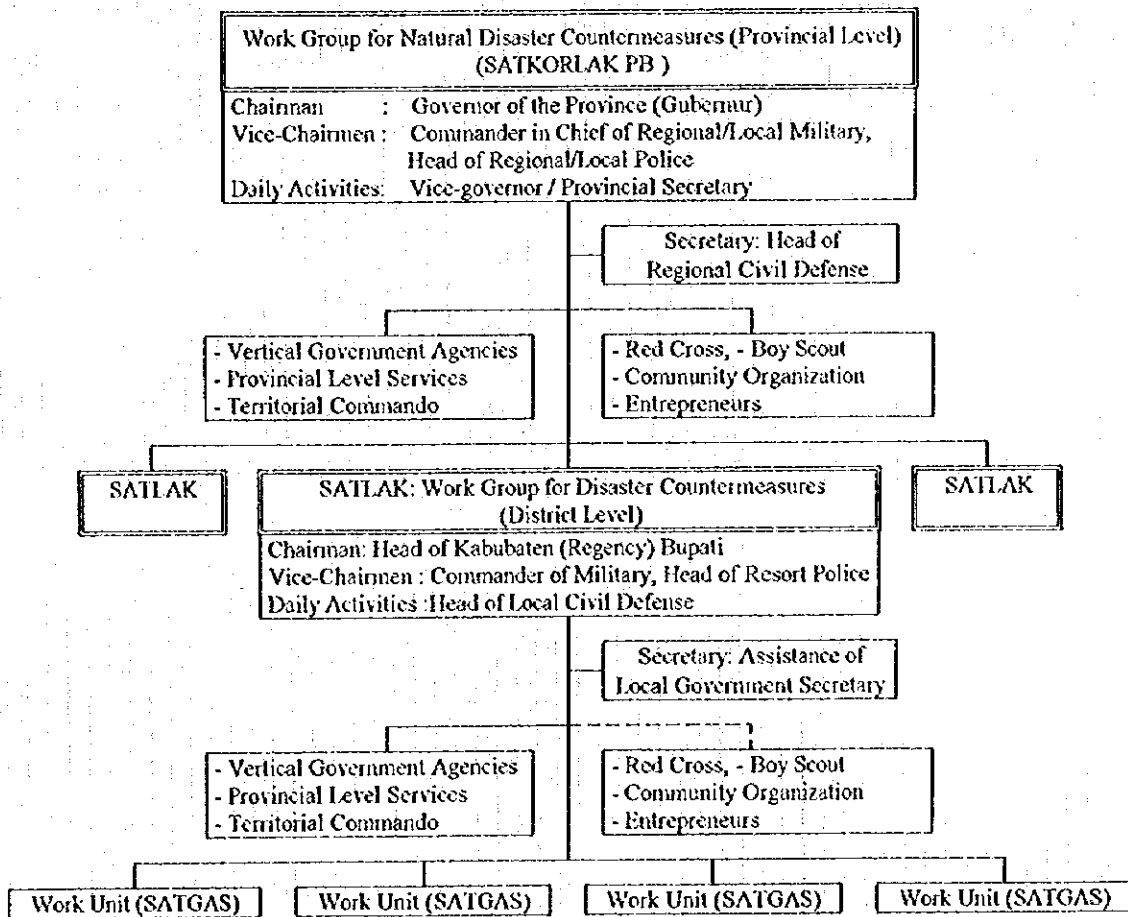 Work Group for Natural Disaster Countermeasures (Provincial Level)
(SATKORLAK PB )
Chairman : Governor of the Province (Gubernur)
Vice-Chairmen : Commander in Chief of Regional/Local Military,
Head of Regional/Local Police
Daily Activities: Vice-governor / Provincial Secretary
Secretary: Head of
Regional Civil Defense
- Vertical Government Agencies
- Provincial Level Services
- Territorial Commando
- Red Cross, - Boy Scout
- Community Organization
- Entrepreneurs
SATLAK
SATLAK: Work Group for Disaster Countermeasures
(District Level)
Chairman: Head of Kabubaten (Regency) Bupati
Vice-Chairmen : Commander of Military, Head of Resort Police
Daily Activities :Head of Local Civil Defense
SATLAK
Secretary: Assistance of
Local Government Secretary
- Vertical Government Agencies
- Provincial Level Services
- Territorial Commando
- Red Cross, - Boy Scout
- Community Organization
- Entrepreneurs
Work Unit (SATGAS)
Work Unit (SATGAS)
Work Unit (SATGAS)
Work Unit (SATGAS)